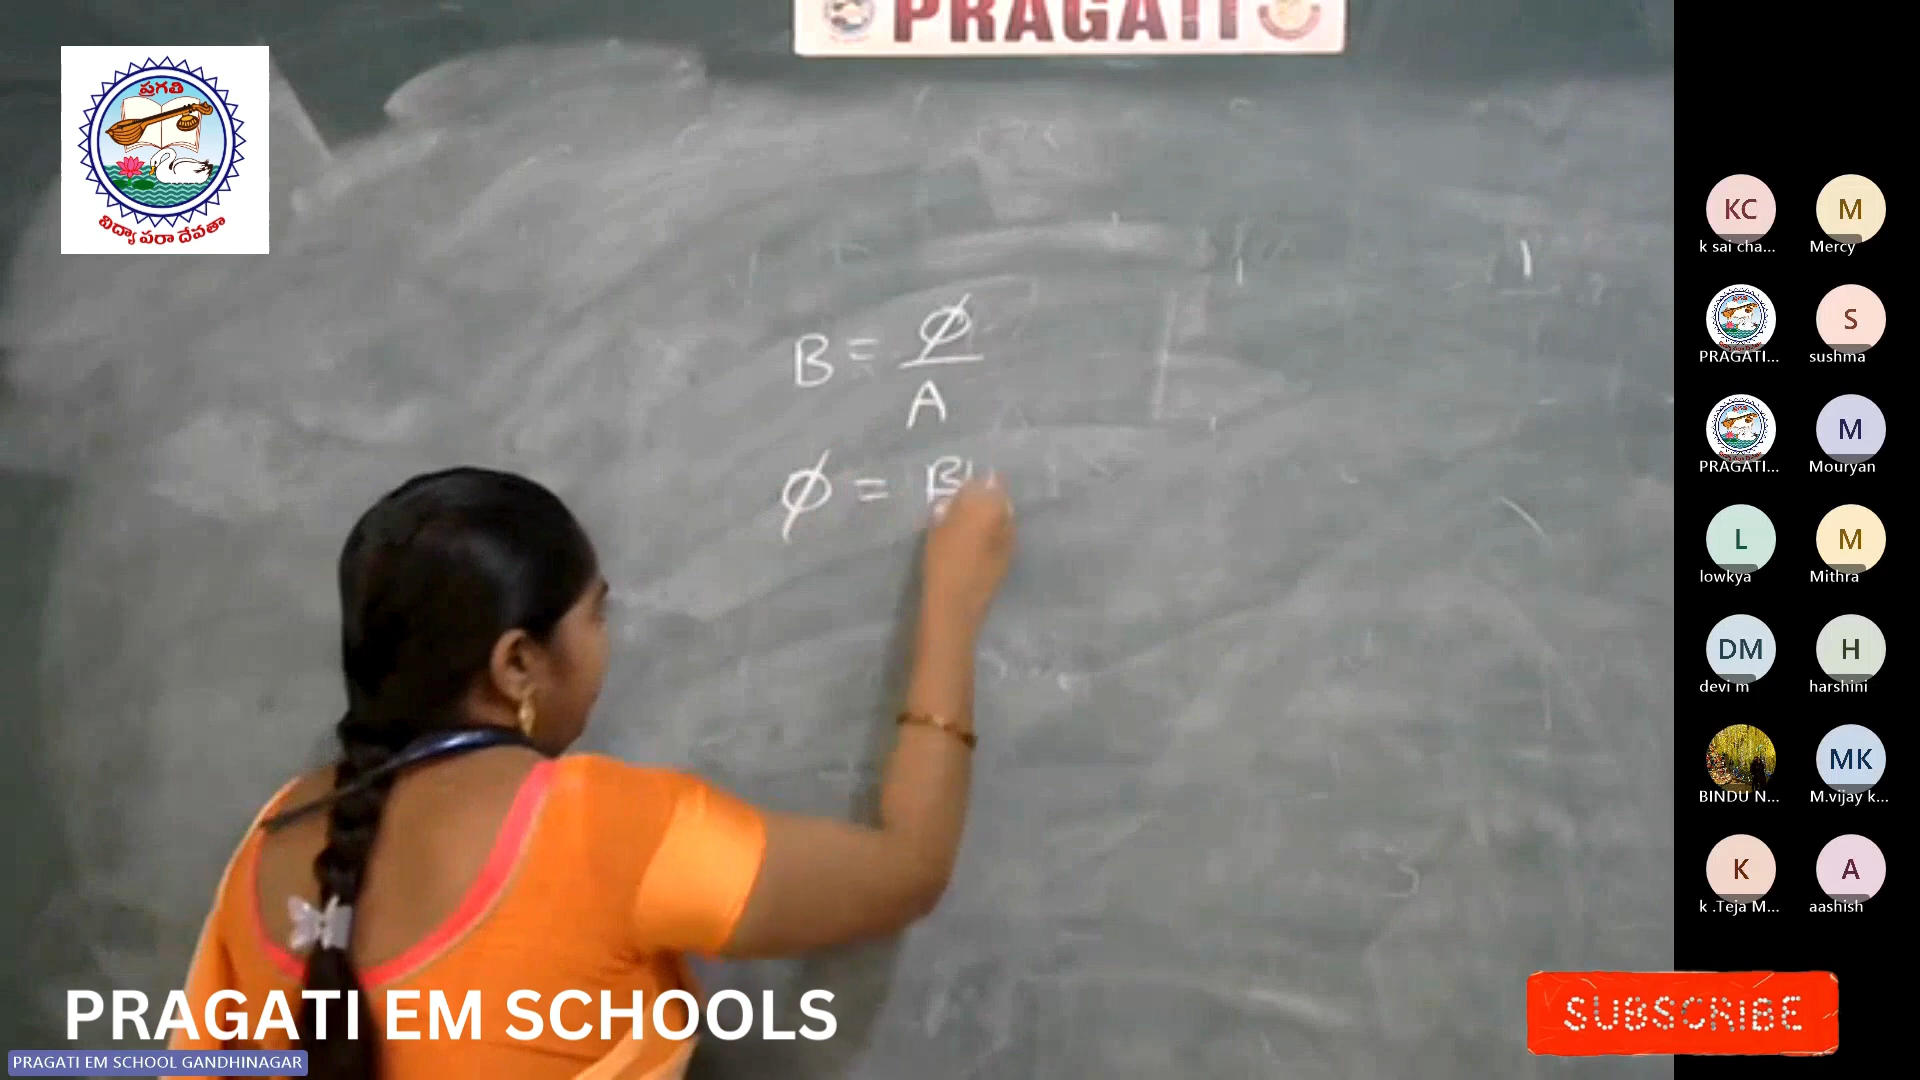 PRAGATI
ప్రగతి
విద్యా పరా దేవతా
B = φ
A
φ = B
KC
k sai cha...
M
Mercy
PRAGATI...
S
sushma
PRAGATI...
M
Mouryan
L
lowkya
M
Mithra
DM
devi m
H
harshini
BINDU N...
MK
M.vijay k...
K
k .Teja M...
A
aashish
PRAGATI EM SCHOOLS
SUBSCRIBE
PRAGATI EM SCHOOL GANDHINAGAR